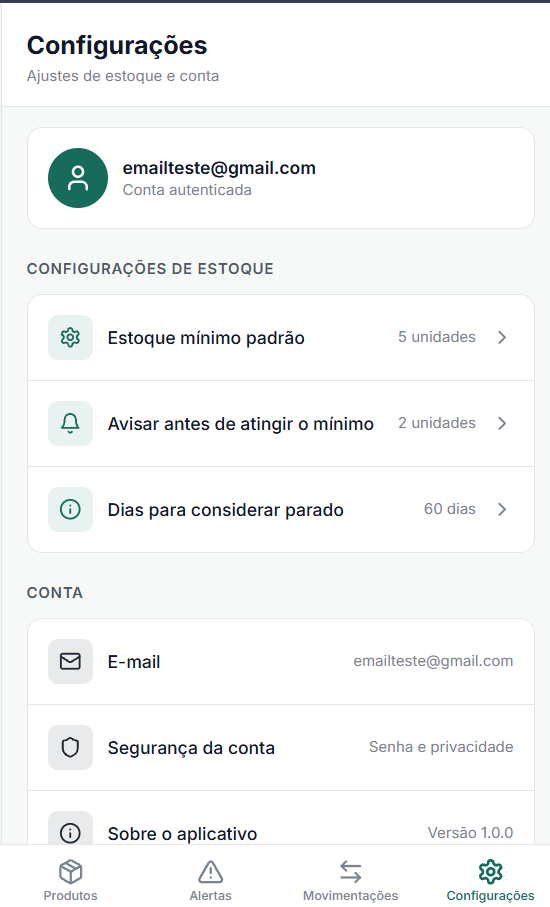 Configurações
Ajustes de estoque e conta
emailteste@gmail.com
Conta autenticada
CONFIGURAÇÕES DE ESTOQUE
Estoque mínimo padrão 5 unidades
Avisar antes de atingir o mínimo 2 unidades
Dias para considerar parado 60 dias
CONTA
E-mail emailteste@gmail.com
Segurança da conta Senha e privacidade
Sobre o aplicativo Versão 1.0.0
Produtos Alertas Movimentações Configurações